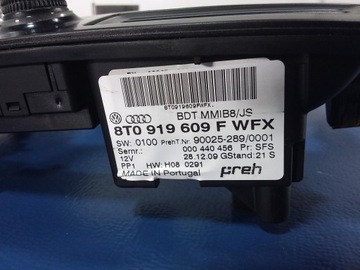 8T0919609FWFX.
BDT MMIB8/JS
8T0 919 609 F WFX
SW: 0100 PrehT.Nr: 90025-289/0001
Sernr.: 000 440 456 Pr: SFS
12V 28.12.09 GStand: 21 S
PP1 HW: H08 0291
MADE IN Portugal preh